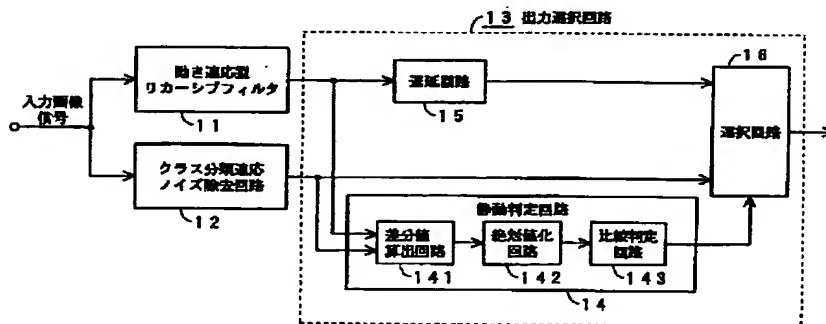 13 出力選択回路
動き適応型
リカーシブフィルタ
11
遅延回路
15
16
選択回路
入力画像
信号
クラス分類適応
ノイズ除去回路
12
静動判定回路
差分値
算出回路
141
絶対値化
回路
142
比較判定
回路
143
14